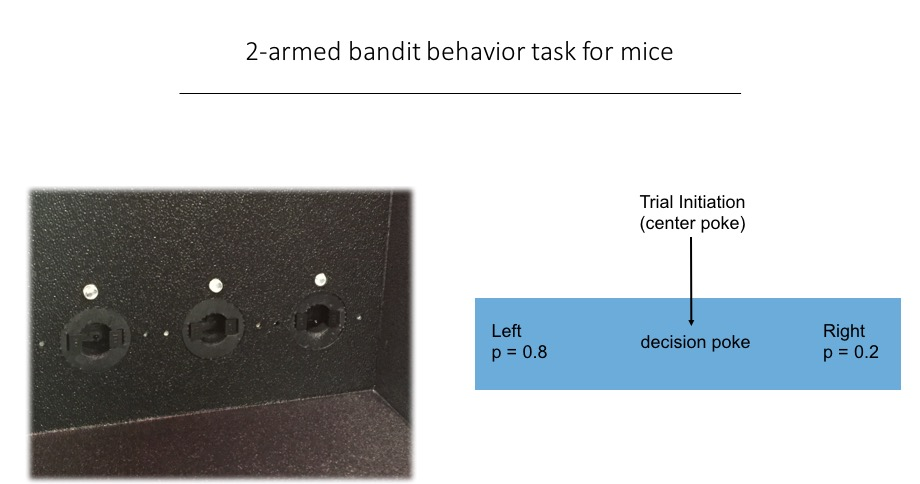 2-armed bandit behavior task for mice
Trial Initiation
(center poke)
Left
p = 0.8
decision poke
Right
p = 0.2